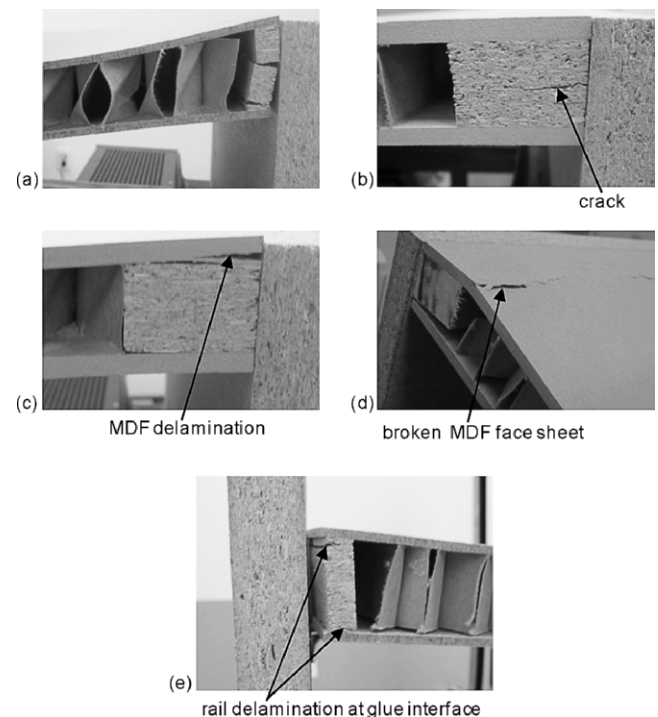 (a)
(b)
crack
(c)
MDF delamination
(d)
broken MDF face sheet
(e)
rail delamination at glue interface